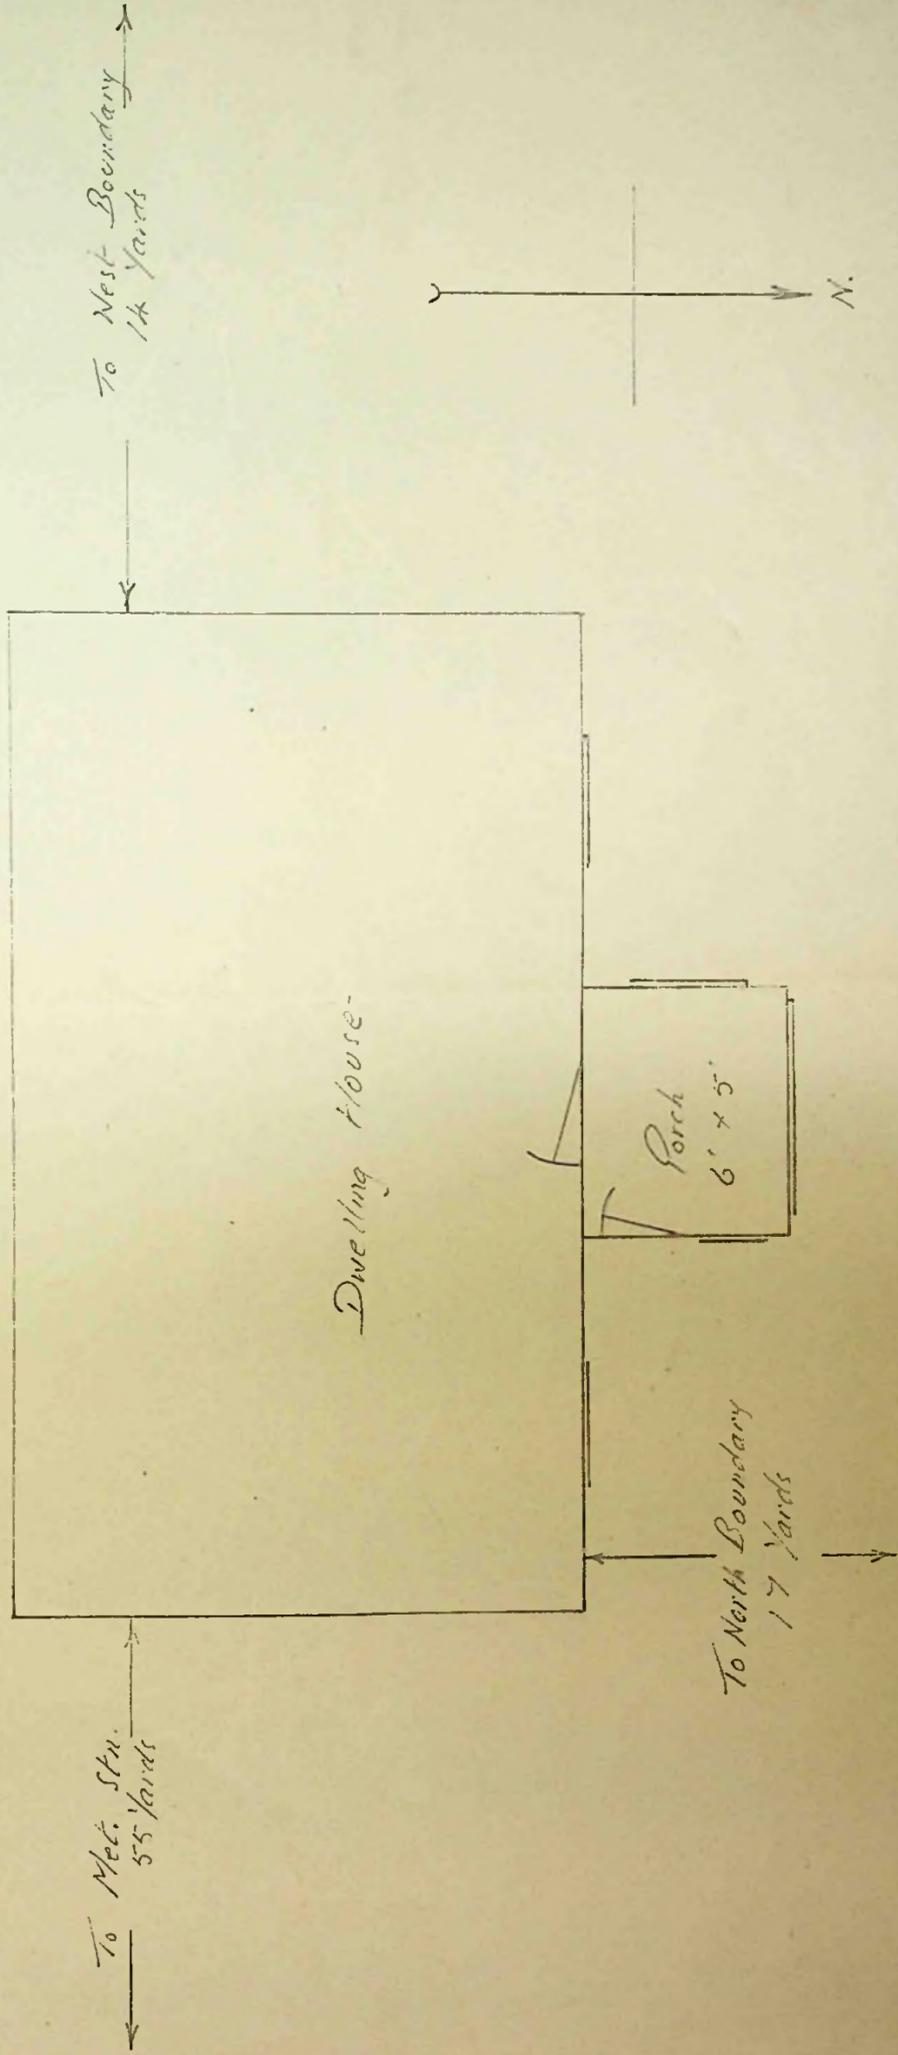 To Met. Stn.
55 Yards
Dwelling House
To West Boundary
14 Yards
To North Boundary
17 Yards
Porch
6' x 5'
N.